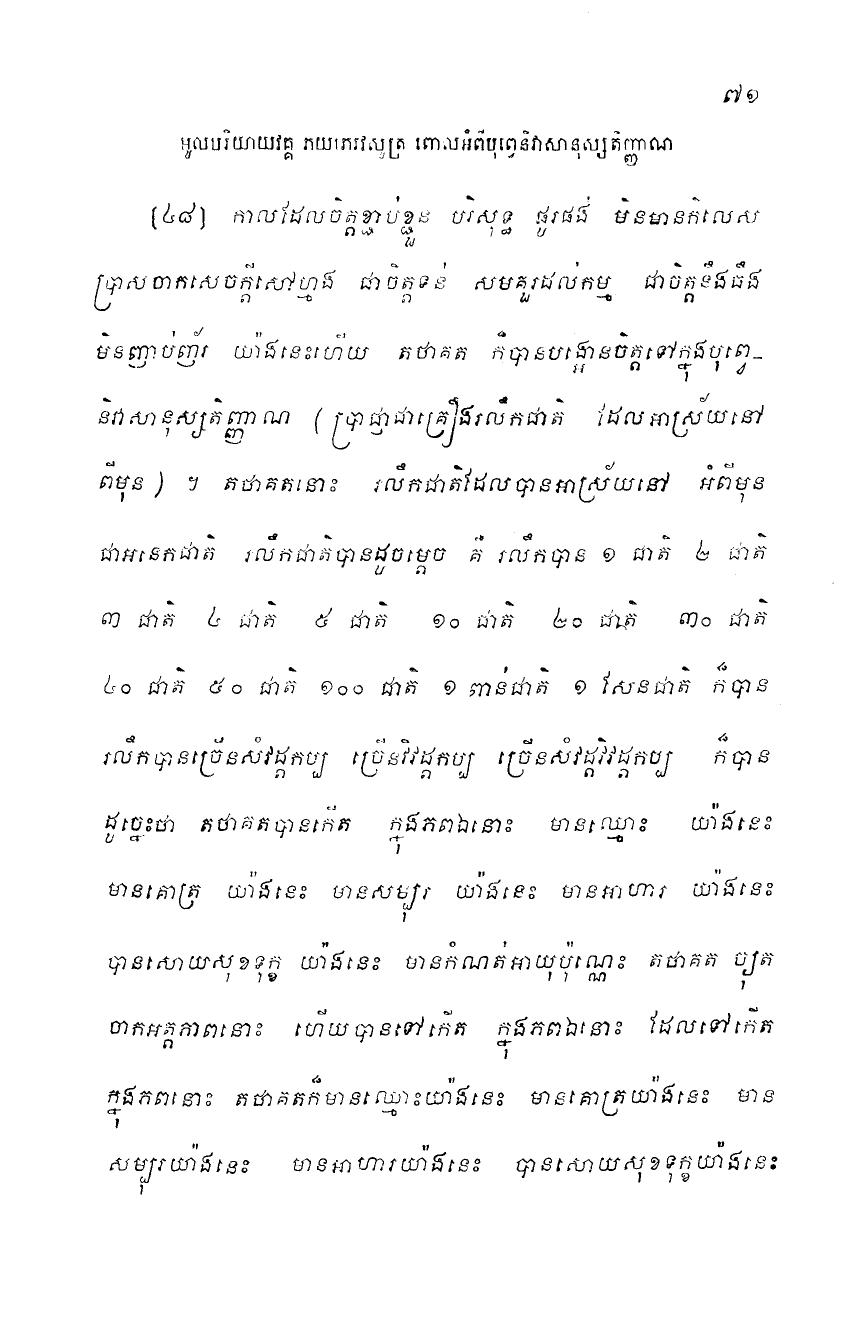 ៧១
មូលបរិយាយវគ្គ ភយភេរវសូត្រ ពោលអំពីបុព្វេនិវាសានុស្សតិញ្ញាណ
[៤៨] កាលដែលចិត្តខ្ជាប់ខ្ជួន បរិសុទ្ធ ផូរផង់ មិនមានកិលេស
ប្រាសចាកសេចក្តីសៅហ្មង ជាចិត្តទន់ សមគួរដល់កម្ម ជាចិត្តនឹងធឹង
មិនញាប់ញ័រ យ៉ាងនេះហើយ តថាគត ក៏បានបង្អោនចិត្តទៅក្នុងបុព្វេ-
និវាសានុស្សតិញ្ញាណ (ប្រាជ្ញាជាគ្រឿងរលឹកជាតិ ដែលអាស្រ័យនៅ
ពីមុន) ។ តថាគតនោះ រលឹកជាតិដែលបានអាស្រ័យនៅ អំពីមុន
ជាអនេកជាតិ រលឹកជាតិបានដូចម្តេច គឺ រលឹកបាន ១ ជាតិ ២ ជាតិ
៣ ជាតិ ៤ ជាតិ ៥ ជាតិ ១០ ជាតិ ២០ ជាតិ ៣០ ជាតិ
៤០ ជាតិ ៥០ ជាតិ ១០០ ជាតិ ១ ពាន់ជាតិ ១ សែនជាតិ ក៏បាន
រលឹកបានច្រើនសំវដ្តកប្ប ច្រើនវិវដ្តកប្ប ច្រើនសំវដ្តវិវដ្តកប្ប ក៏បាន
ដូច្នេះថា តថាគតបានកើត ក្នុងភពឯនោះ មានឈ្មោះ យ៉ាងនេះ
មានគោត្រ យ៉ាងនេះ មានសម្បុរ យ៉ាងនេះ មានអាហារ យ៉ាងនេះ
បានសោយសុខទុក្ខ យ៉ាងនេះ មានកំណត់អាយុប៉ុណ្ណេះ តថាគត ច្យុត
ចាកអត្តភាពនោះ ហើយបានទៅកើត ក្នុងភពឯនោះ ដែលទៅកើត
ក្នុងភពនោះ តថាគតក៏មានឈ្មោះយ៉ាងនេះ មានគោត្រយ៉ាងនេះ មាន
សម្បុរយ៉ាងនេះ មានអាហារយ៉ាងនេះ បានសោយសុខទុក្ខយ៉ាងនេះ